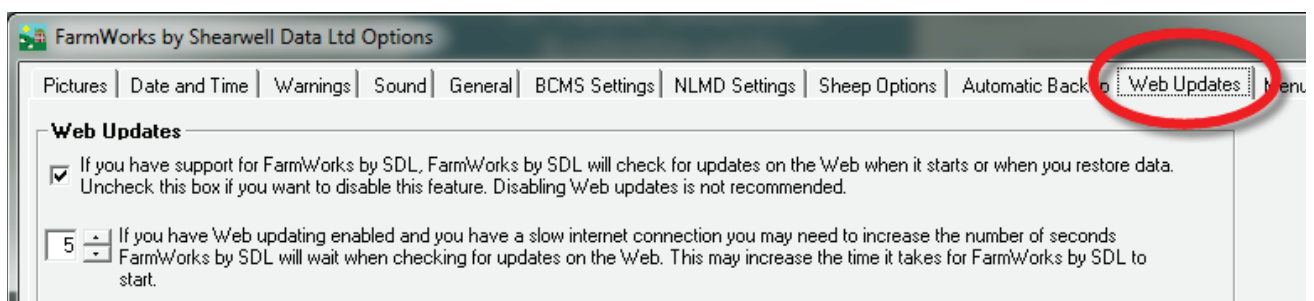 FarmWorks by Shearwell Data Ltd Options
Pictures Date and Time Warnings Sound General BCMS Settings NLMD Settings Sheep Options Automatic Backup Web Updates Menu
Web Updates
If you have support for FarmWorks by SDL, FarmWorks by SDL will check for updates on the Web when it starts or when you restore data.
Uncheck this box if you want to disable this feature. Disabling Web updates is not recommended.
5 If you have Web updating enabled and you have a slow internet connection you may need to increase the number of seconds
FarmWorks by SDL will wait when checking for updates on the Web. This may increase the time it takes for FarmWorks by SDL to
start.